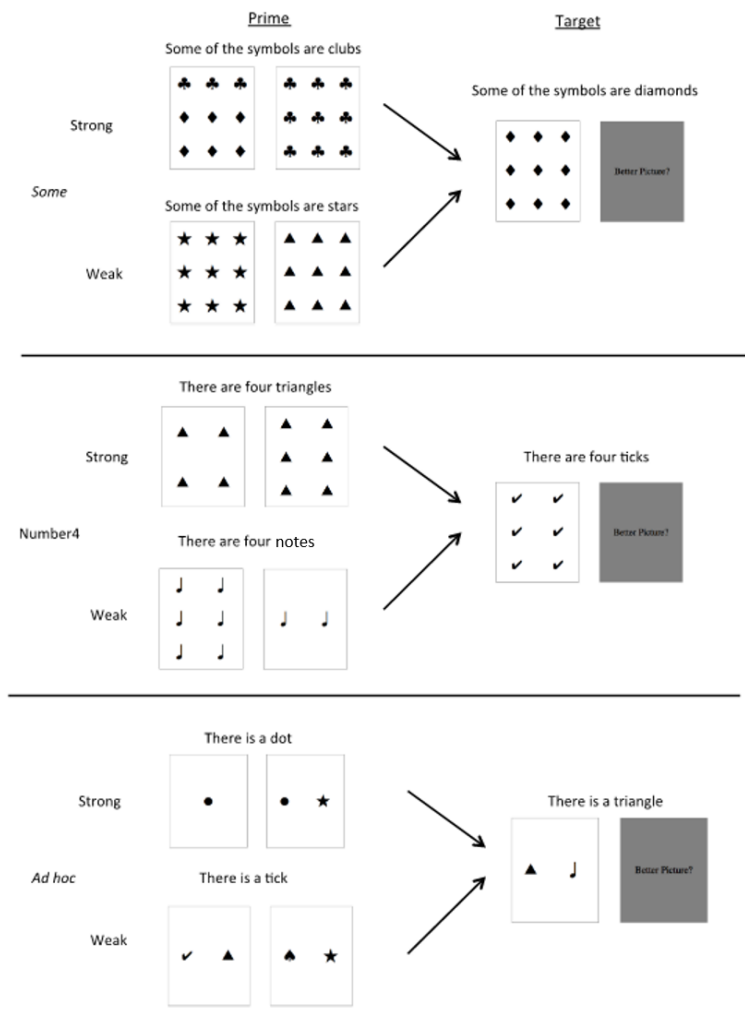 Prime
Target
Some of the symbols are clubs
Some of the symbols are diamonds
Strong
Better Picture?
Some
Some of the symbols are stars
Weak
There are four triangles
Strong
There are four ticks
Number4
Better Picture?
There are four notes
Weak
There is a dot
Strong
There is a triangle
Ad hoc
There is a tick
Better Picture?
Weak